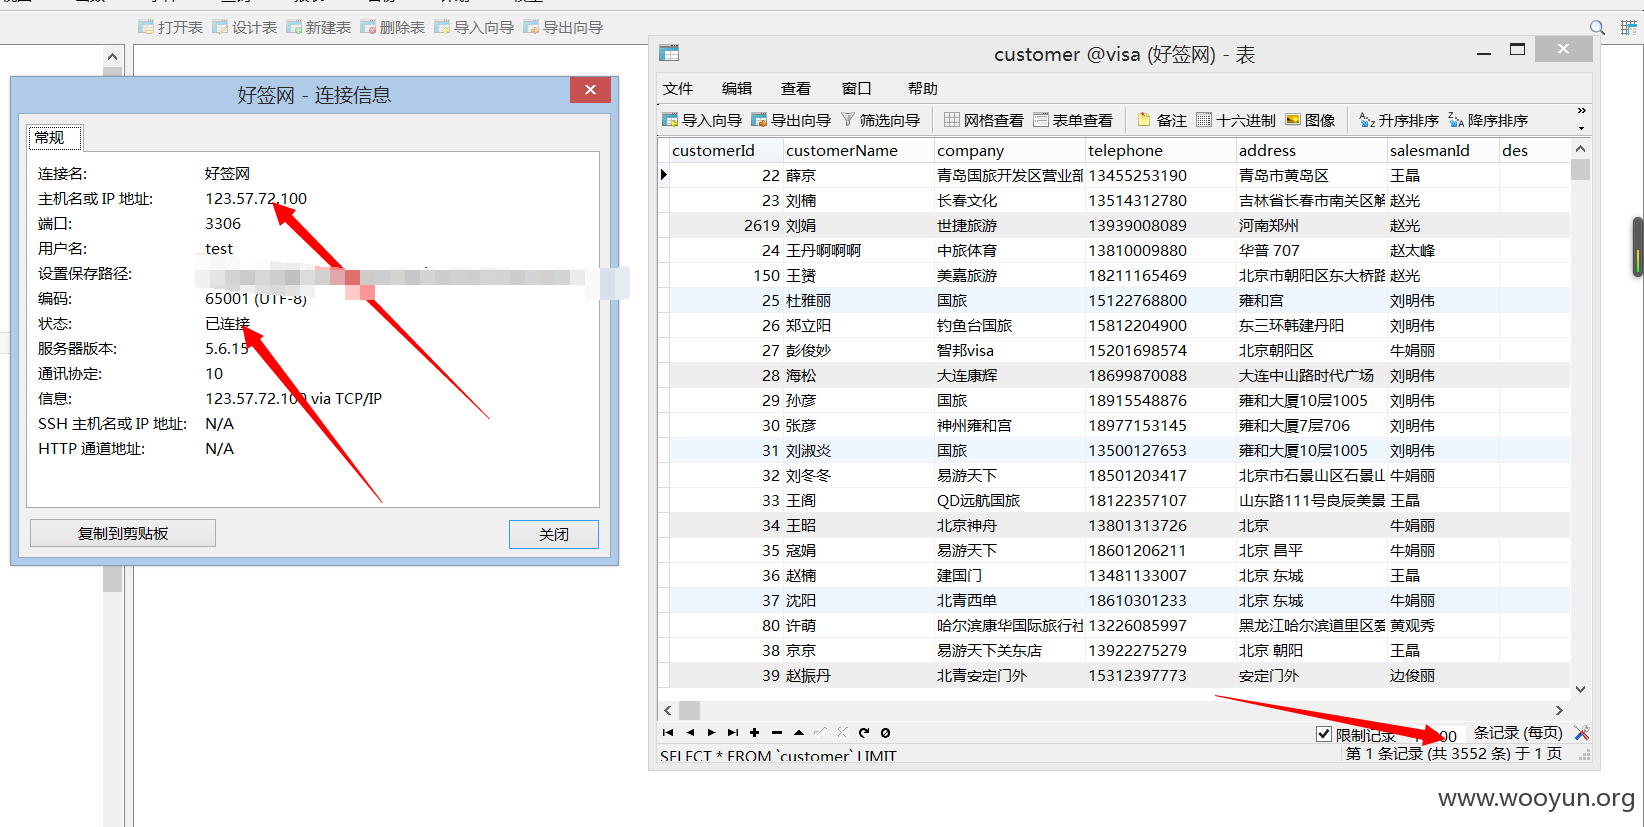 打开表 设计表 新建表 删除表 导入向导 导出向导
好签网 - 连接信息
常规
连接名: 好签网
主机名或 IP 地址: 123.57.72.100
端口: 3306
用户名: test
设置保存路径:
编码: 65001 (UTF-8)
状态: 已连接
服务器版本: 5.6.15
通讯协定: 10
信息: 123.57.72.100 via TCP/IP
SSH 主机名或 IP 地址: N/A
HTTP 通道地址: N/A
复制到剪贴板 关闭
customer @visa (好签网) - 表
文件 编辑 查看 窗口 帮助
导入向导 导出向导 筛选向导 网格查看 表单查看 备注 十六进制 图像 升序排序 降序排序
customerId customerName company telephone address salesmanId des
22 薛京 青岛国旅开发区营业部 13455253190 青岛市黄岛区 王晶
23 刘楠 长春文化 13514312780 吉林省长春市南关区解 赵光
2619 刘娟 世捷旅游 13939008089 河南郑州 赵光
24 王丹啊啊啊 中旅体育 13810009880 华普 707 赵太峰
150 王赟 美嘉旅游 18211165469 北京市朝阳区东大桥路 赵光
25 杜雅丽 国旅 15122768800 雍和宫 刘明伟
26 郑立阳 钓鱼台国旅 15812204900 东三环韩建丹阳 刘明伟
27 彭俊妙 智邦visa 15201698574 北京朝阳区 牛娟丽
28 海松 大连康辉 18699870088 大连中山路时代广场 刘明伟
29 孙彦 国旅 18915548876 雍和大厦10层1005 刘明伟
30 张彦 神州雍和宫 18977153145 雍和大厦7层706 刘明伟
31 刘淑炎 国旅 13500127653 雍和大厦10层1005 刘明伟
32 刘冬冬 易游天下 18501203417 北京市石景山区石景山 牛娟丽
33 王阁 QD远航国旅 18122357107 山东路111号良辰美景 王晶
34 王昭 北京神舟 13801313726 北京 牛娟丽
35 寇娟 易游天下 18601206211 北京 昌平 牛娟丽
36 赵楠 建国门 13481133007 北京 东城 王晶
37 沈阳 北青西单 18610301233 北京 东城 牛娟丽
80 许萌 哈尔滨康华国际旅行社 13226085997 黑龙江哈尔滨道里区爱 黄观秀
38 京京 易游天下关东店 13922275279 北京 朝阳 王晶
39 赵振丹 北青安定门外 15312397773 安定门外 边俊丽
限制记录 条记录 (每页)
SELECT * FROM `customer` LIMIT 第 1 条记录 (共 3552 条) 于 1 页
www.wooyun.org